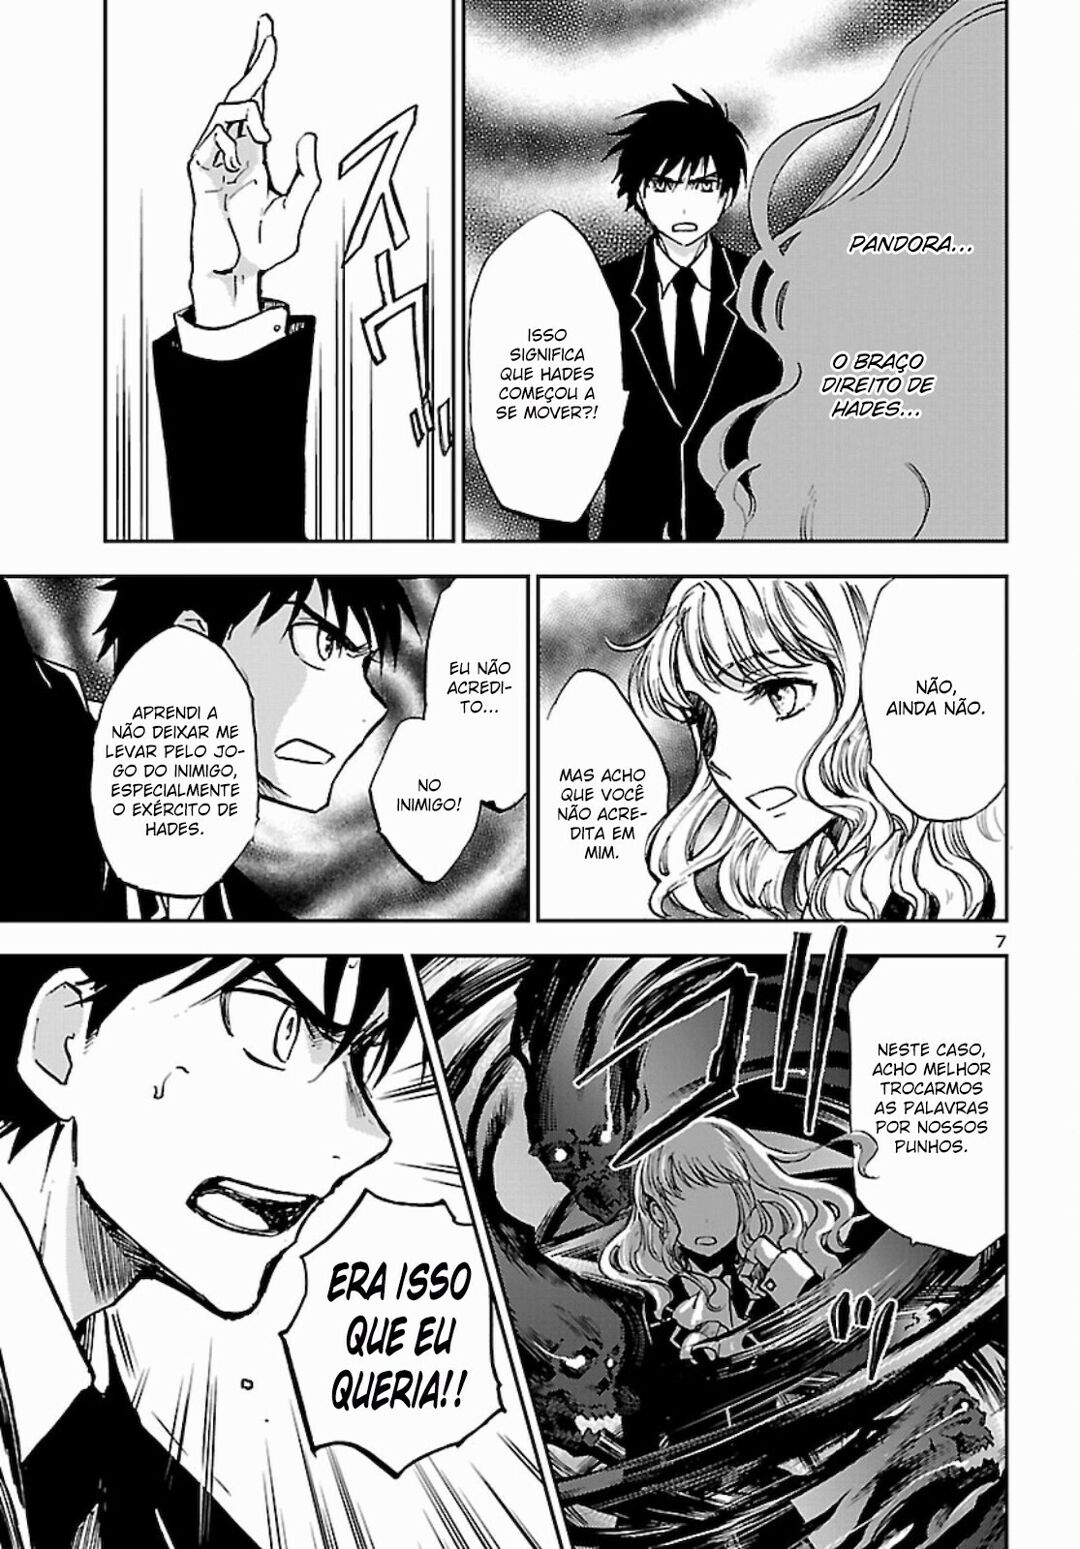 PANDORA...
O BRAÇO
DIREITO DE
HADES...
ISSO
SIGNIFICA
QUE HADES
COMEÇOU A
SE MOVER?!
NÃO,
AINDA NÃO.
MAS ACHO
QUE VOCÊ
NÃO ACRE-
DITA EM
MIM.
EU NÃO
ACREDI-
TO...
NO
INIMIGO!
APRENDI A
NÃO DEIXAR ME
LEVAR PELO JO-
GO DO INIMIGO,
ESPECIALMENTE
O EXÉRCITO DE
HADES.
7
NESTE CASO,
ACHO MELHOR
TROCARMOS
AS PALAVRAS
POR NOSSOS
PUNHOS.
ERA ISSO
QUE EU
QUERIA!!